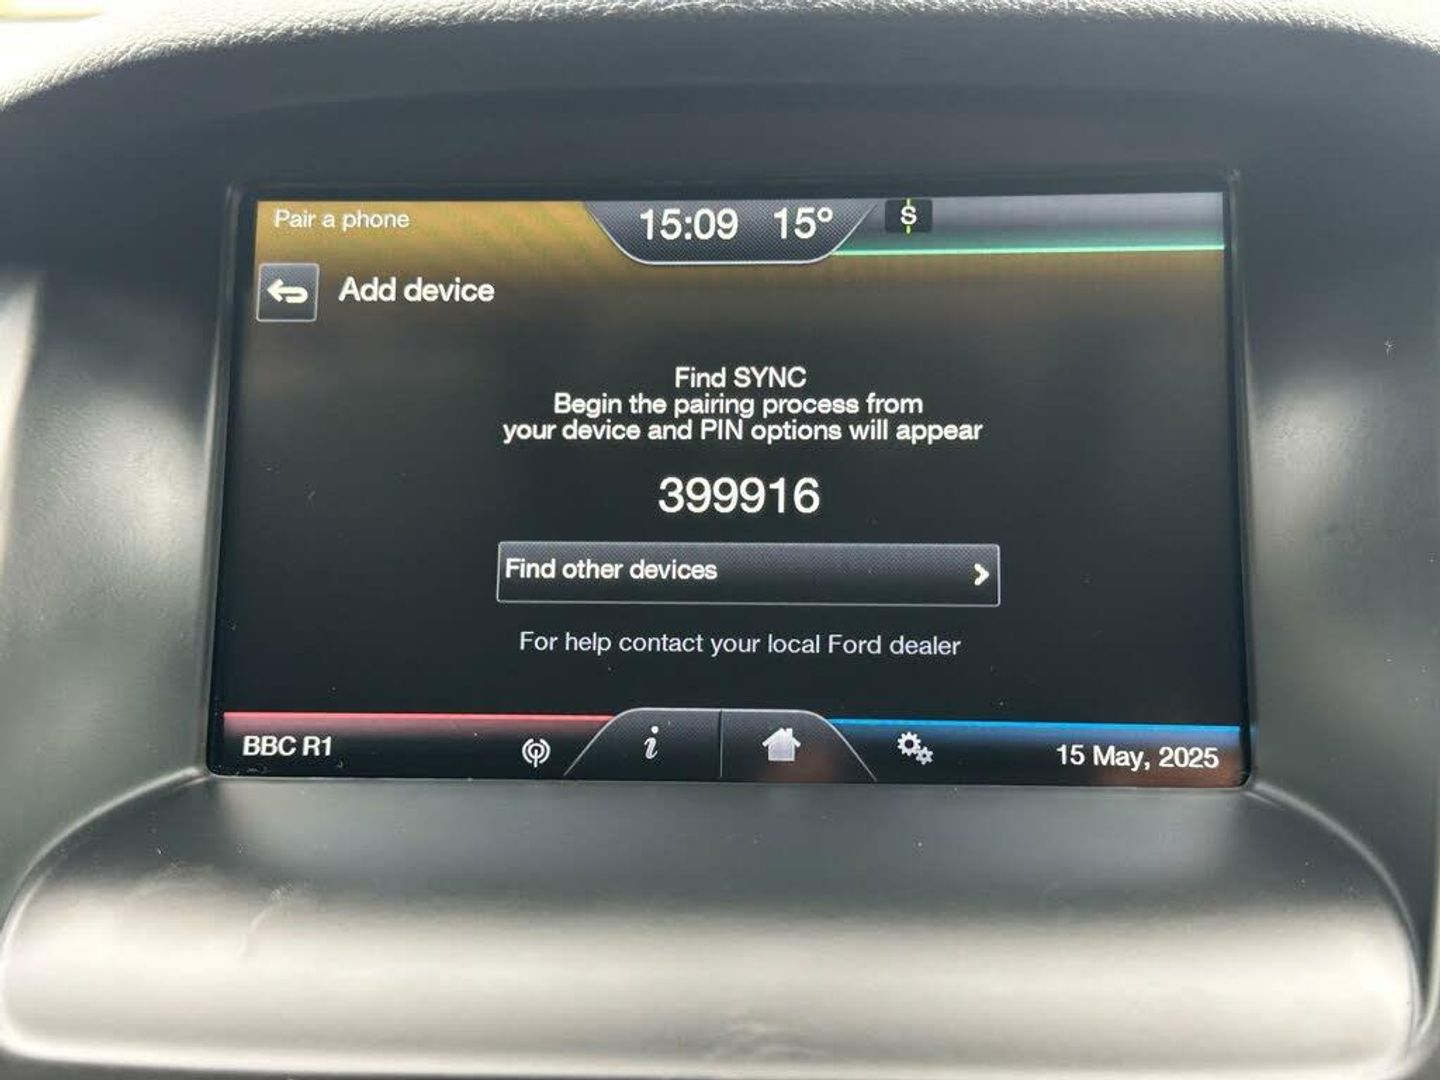 Pair a phone
15:09 15°
S
Add device
Find SYNC
Begin the pairing process from
your device and PIN options will appear
399916
Find other devices
For help contact your local Ford dealer
BBC R1
i
15 May, 2025